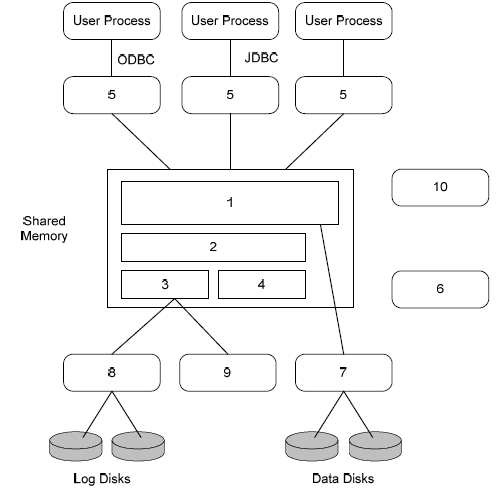 User Process
User Process
User Process
ODBC
JDBC
5
5
5
Shared
Memory
1
10
2
3
4
6
8
9
7
Log Disks
Data Disks